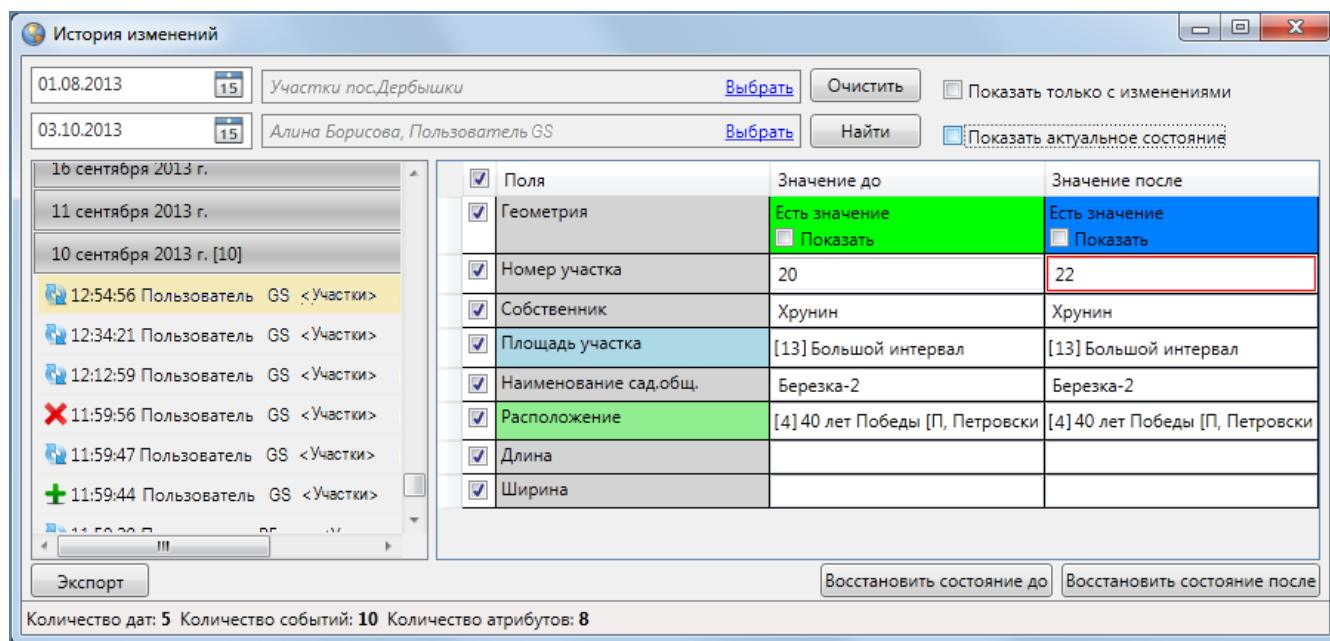 История изменений
01.08.2013 15 Участки пос.Дербышки Выбрать Очистить Показать только с изменениями
03.10.2013 15 Алина Борисова, Пользователь GS Выбрать Найти Показать актуальное состояние
16 сентября 2013 г.
11 сентября 2013 г.
10 сентября 2013 г. [10]
12:54:56 Пользователь GS <Участки>
12:34:21 Пользователь GS <Участки>
12:12:59 Пользователь GS <Участки>
11:59:56 Пользователь GS <Участки>
11:59:47 Пользователь GS <Участки>
11:59:44 Пользователь GS <Участки>
Поля Значение до Значение после
Геометрия Есть значение Есть значение
Показать Показать
Номер участка 20 22
Собственник Хрунин Хрунин
Площадь участка [13] Большой интервал [13] Большой интервал
Наименование сад.общ. Березка-2 Березка-2
Расположение [4] 40 лет Победы [П, Петровски [4] 40 лет Победы [П, Петровски
Длина
Ширина
Экспорт Восстановить состояние до Восстановить состояние после
Количество дат: 5 Количество событий: 10 Количество атрибутов: 8